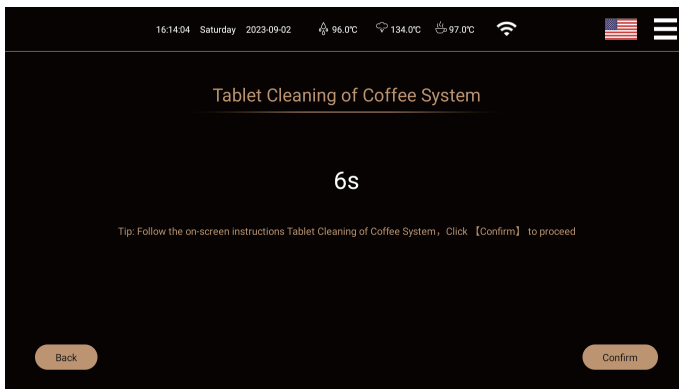 16:14:04 Saturday 2023-09-02 96.0℃ 134.0℃ 97.0℃
Tablet Cleaning of Coffee System
6s
Tip: Follow the on-screen instructions Tablet Cleaning of Coffee System，Click 【Confirm】 to proceed
Back Confirm